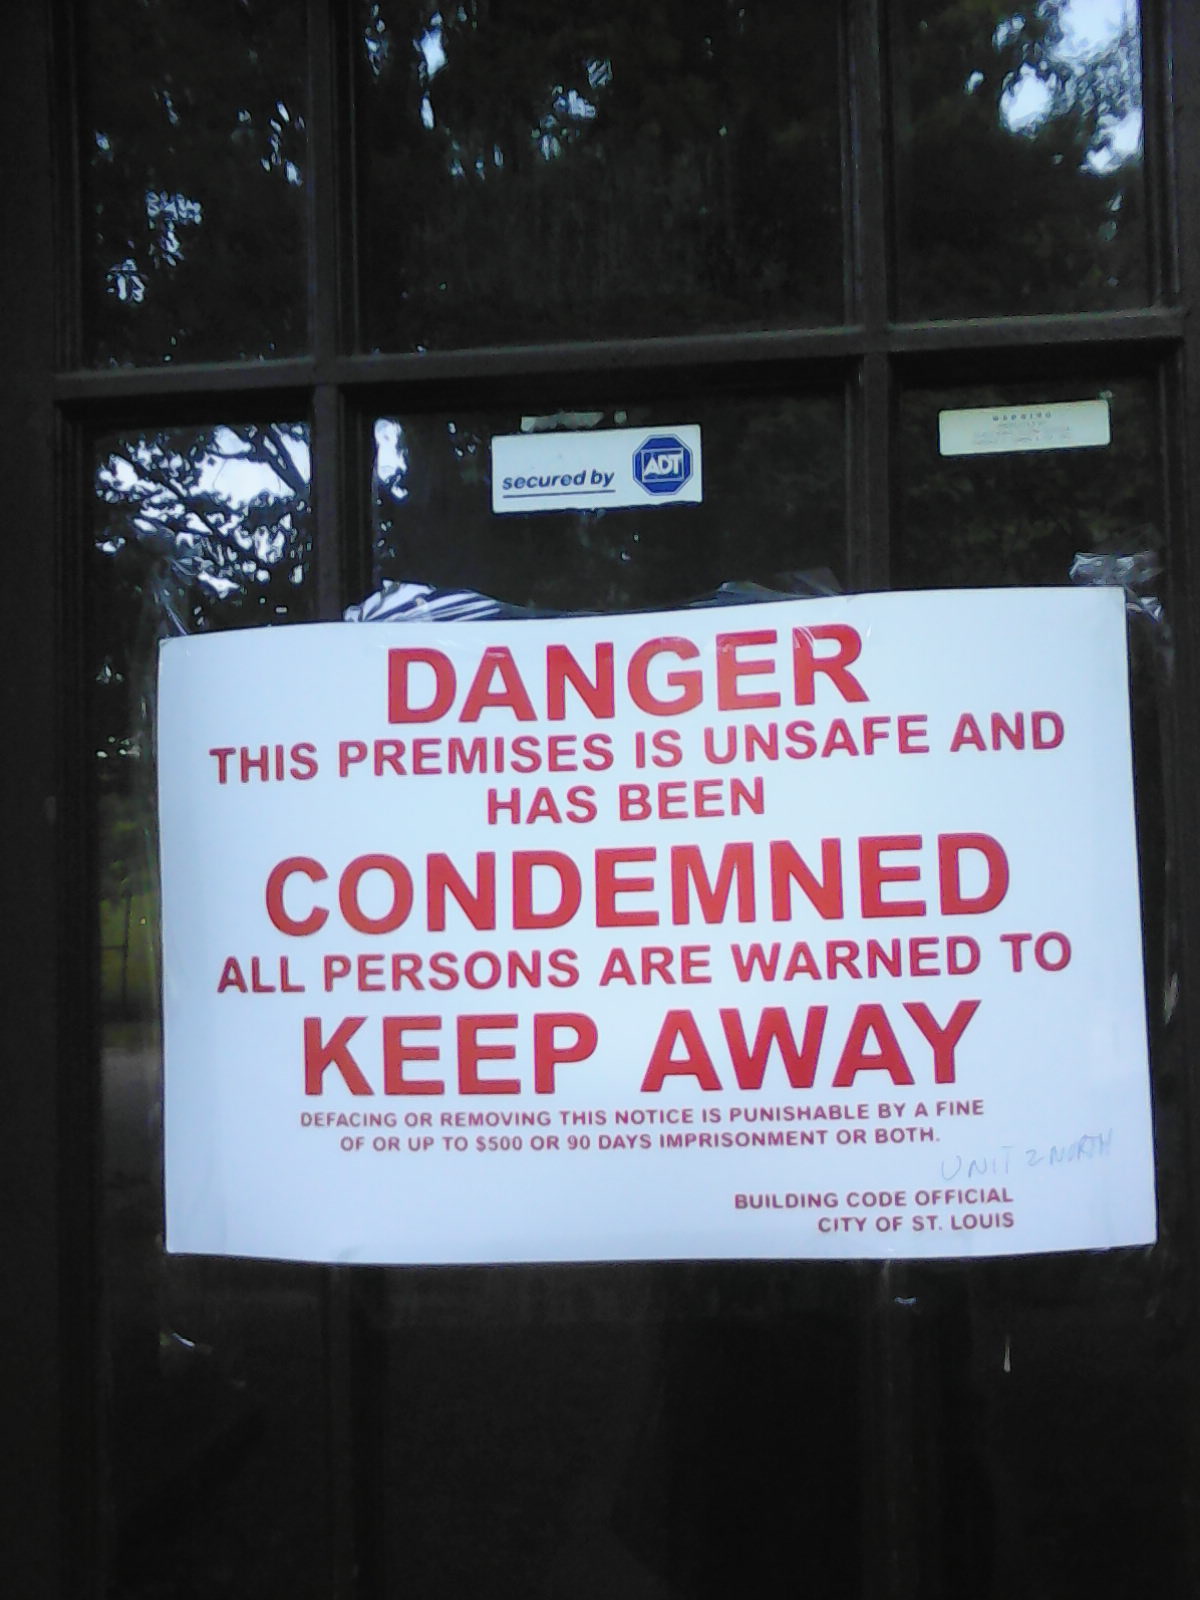 secured by ADT
DANGER
THIS PREMISES IS UNSAFE AND
HAS BEEN
CONDEMNED
ALL PERSONS ARE WARNED TO
KEEP AWAY
DEFACING OR REMOVING THIS NOTICE IS PUNISHABLE BY A FINE
OF OR UP TO $500 OR 90 DAYS IMPRISONMENT OR BOTH.
UNIT 2 NORTH
BUILDING CODE OFFICIAL
CITY OF ST. LOUIS